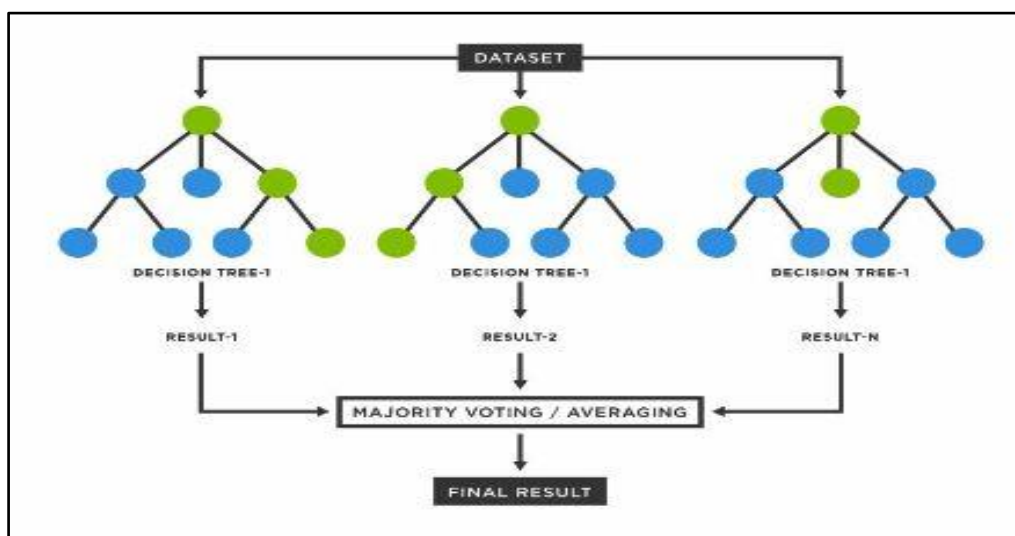 DATASET
DECISION TREE-1
DECISION TREE-1
DECISION TREE-1
RESULT-1
RESULT-2
RESULT-N
MAJORITY VOTING / AVERAGING
FINAL RESULT